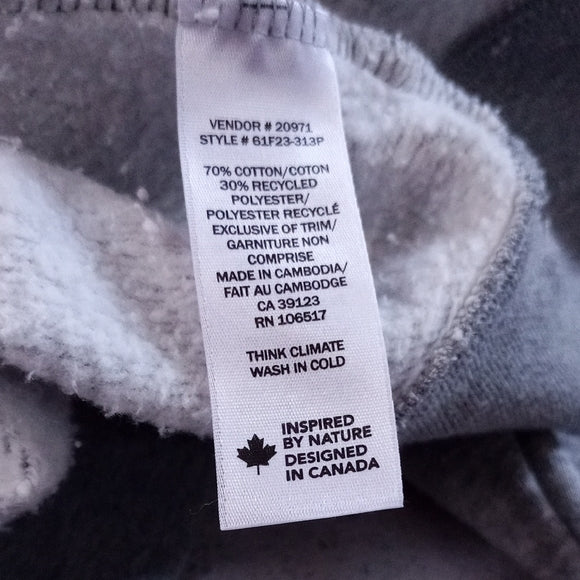 VENDOR # 20971
STYLE # 61F23-313P
70% COTTON/COTON
30% RECYCLED
POLYESTER/
POLYESTER RECYCLÉ
EXCLUSIVE OF TRIM/
GARNITURE NON
COMPRISE
MADE IN CAMBODIA/
FAIT AU CAMBODGE
CA 39123
RN 106517
THINK CLIMATE
WASH IN COLD
INSPIRED
BY NATURE
DESIGNED
IN CANADA